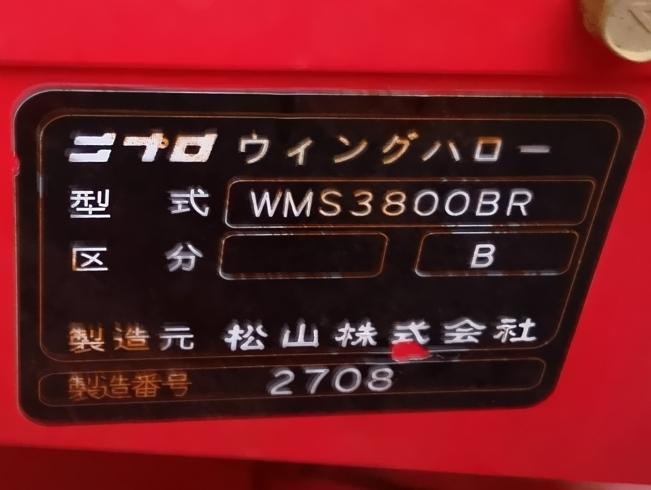 ニプロ ウィングハロー
型 式 WMS3800BR
区 分 B
製造元 松山株式会社
製造番号 2708